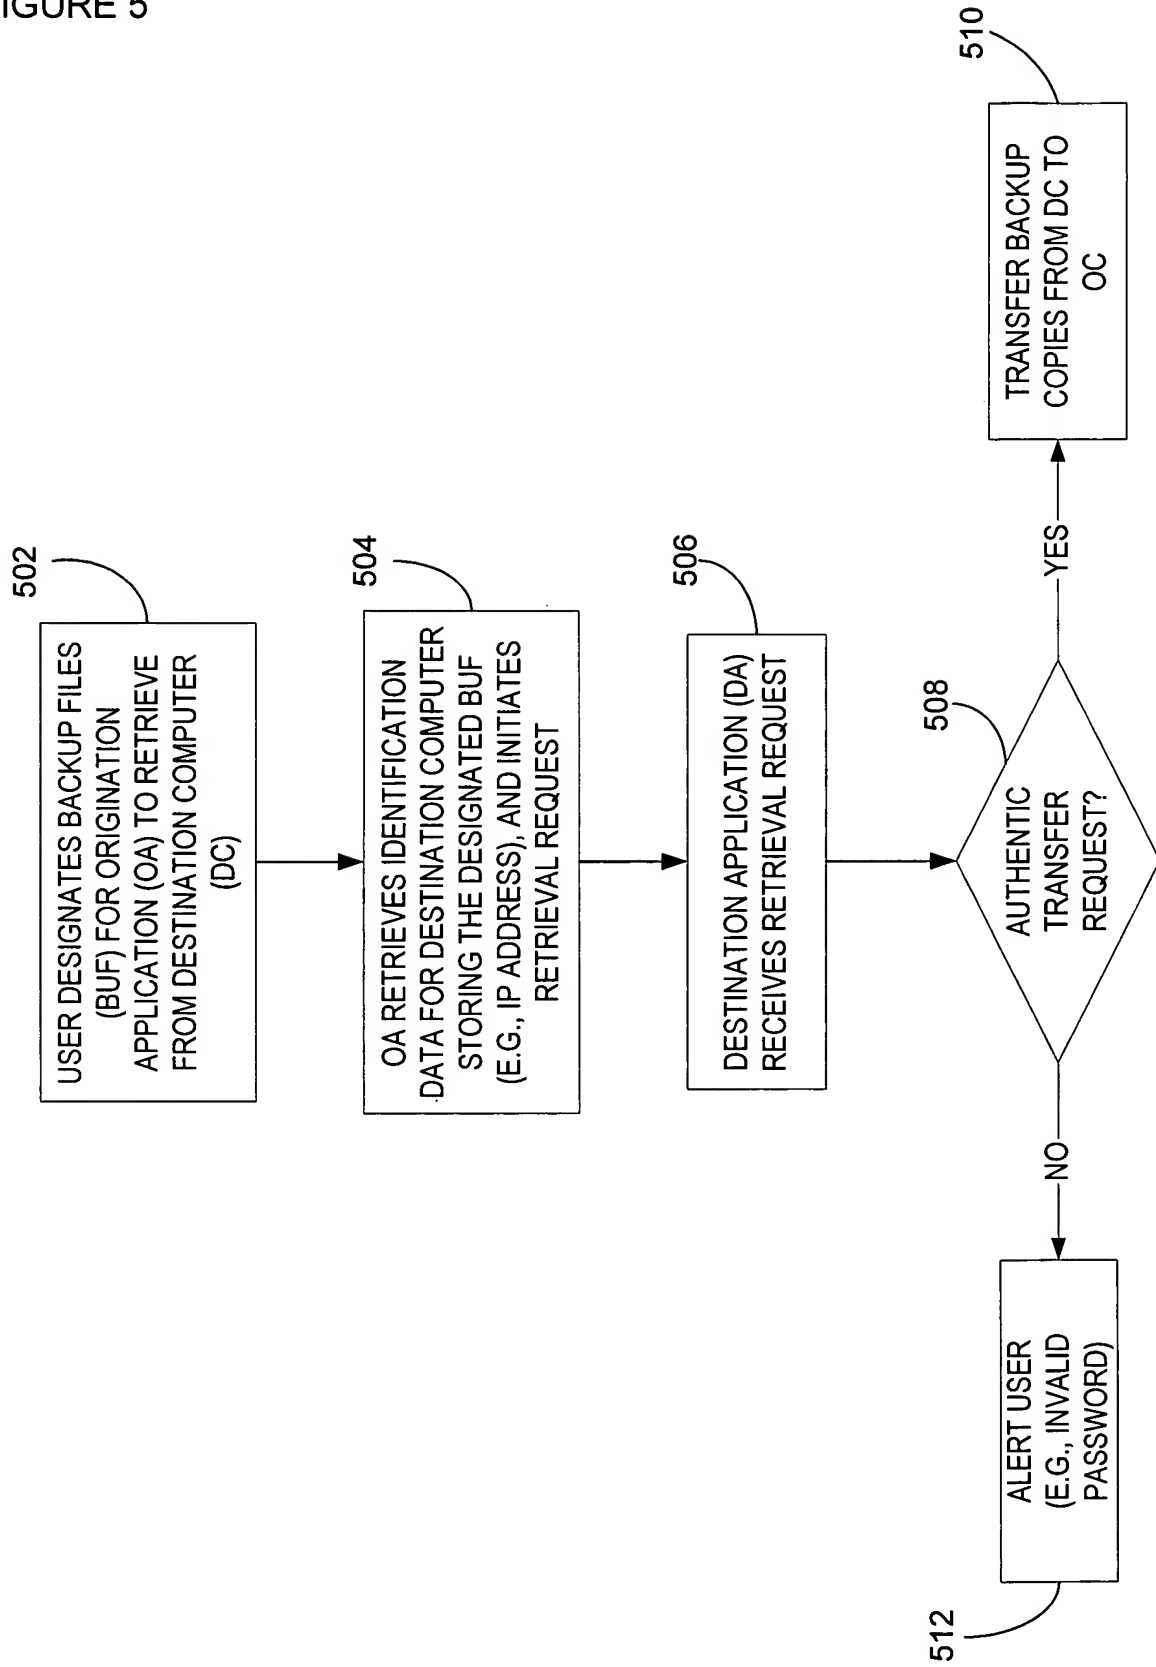 FIGURE 5
502
USER DESIGNATES BACKUP FILES
(BUF) FOR ORIGINATION
APPLICATION (OA) TO RETRIEVE
FROM DESTINATION COMPUTER
(DC)
504
OA RETRIEVES IDENTIFICATION
DATA FOR DESTINATION COMPUTER
STORING THE DESIGNATED BUF
(E.G., IP ADDRESS), AND INITIATES
RETRIEVAL REQUEST
506
DESTINATION APPLICATION (DA)
RECEIVES RETRIEVAL REQUEST
508
AUTHENTIC
TRANSFER
REQUEST?
NO
YES
512
ALERT USER
(E.G., INVALID
PASSWORD)
510
TRANSFER BACKUP
COPIES FROM DC TO
OC